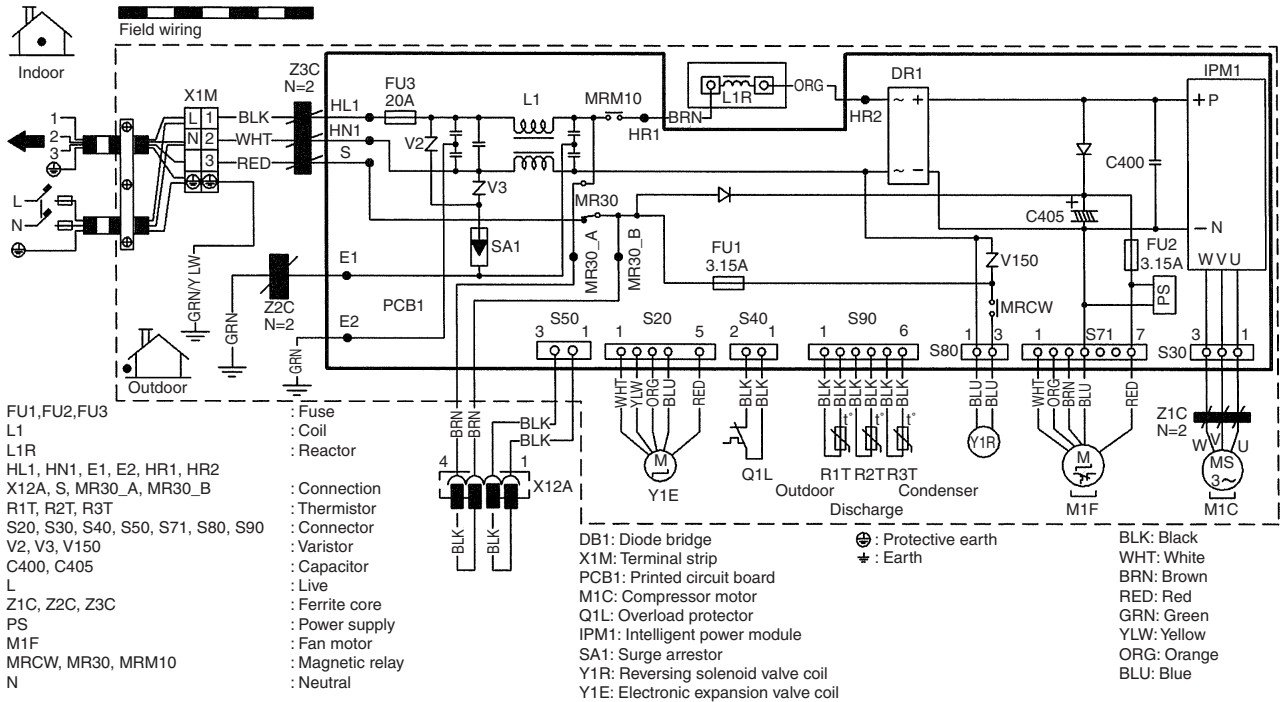 Field wiring
Indoor
X1M
Z3C
N=2
HL1
FU3
20A
L1
MRM10
L1R
BRN
HR1
ORG
HR2
DR1
~ +
~ −
IPM1
+P
−N
W V U
1
2
3
L
N
L 1
N 2
3
BLK
WHT
RED
HN1
S
V2
V3
SA1
MR30
MR30_A
MR30_B
C400
C405
+
FU1
3.15A
FU2
3.15A
V150
MRCW
PS
E1
E2
PCB1
Z2C
N=2
GRN/YLW
GRN
GRN
Outdoor
S50
3 1
S20
1 5
S40
2 1
S90
1 6
S80
1 3
S71
1 7
S30
3 1
WHT
YLW
ORG
BLU
RED
BLK
BLK
BLK
BLK
BLK
BLK
BLU
BLU
WHT
ORG
BRN
BLU
RED
Z1C
N=2
W V U
BRN
BRN
BLK
BLK
4 1
X12A
BLK
BLK
M
Y1E
Q1L
t°
t°
t°
R1T R2T R3T
Outdoor
Condenser
Discharge
Y1R
M
M1F
MS
3~
M1C
FU1,FU2,FU3 : Fuse
L1 : Coil
L1R : Reactor
HL1, HN1, E1, E2, HR1, HR2
X12A, S, MR30_A, MR30_B : Connection
R1T, R2T, R3T : Thermistor
S20, S30, S40, S50, S71, S80, S90 : Connector
V2, V3, V150 : Varistor
C400, C405 : Capacitor
L : Live
Z1C, Z2C, Z3C : Ferrite core
PS : Power supply
M1F : Fan motor
MRCW, MR30, MRM10 : Magnetic relay
N : Neutral
DB1: Diode bridge
X1M: Terminal strip
PCB1: Printed circuit board
M1C: Compressor motor
Q1L: Overload protector
IPM1: Intelligent power module
SA1: Surge arrestor
Y1R: Reversing solenoid valve coil
Y1E: Electronic expansion valve coil
: Protective earth
: Earth
BLK: Black
WHT: White
BRN: Brown
RED: Red
GRN: Green
YLW: Yellow
ORG: Orange
BLU: Blue